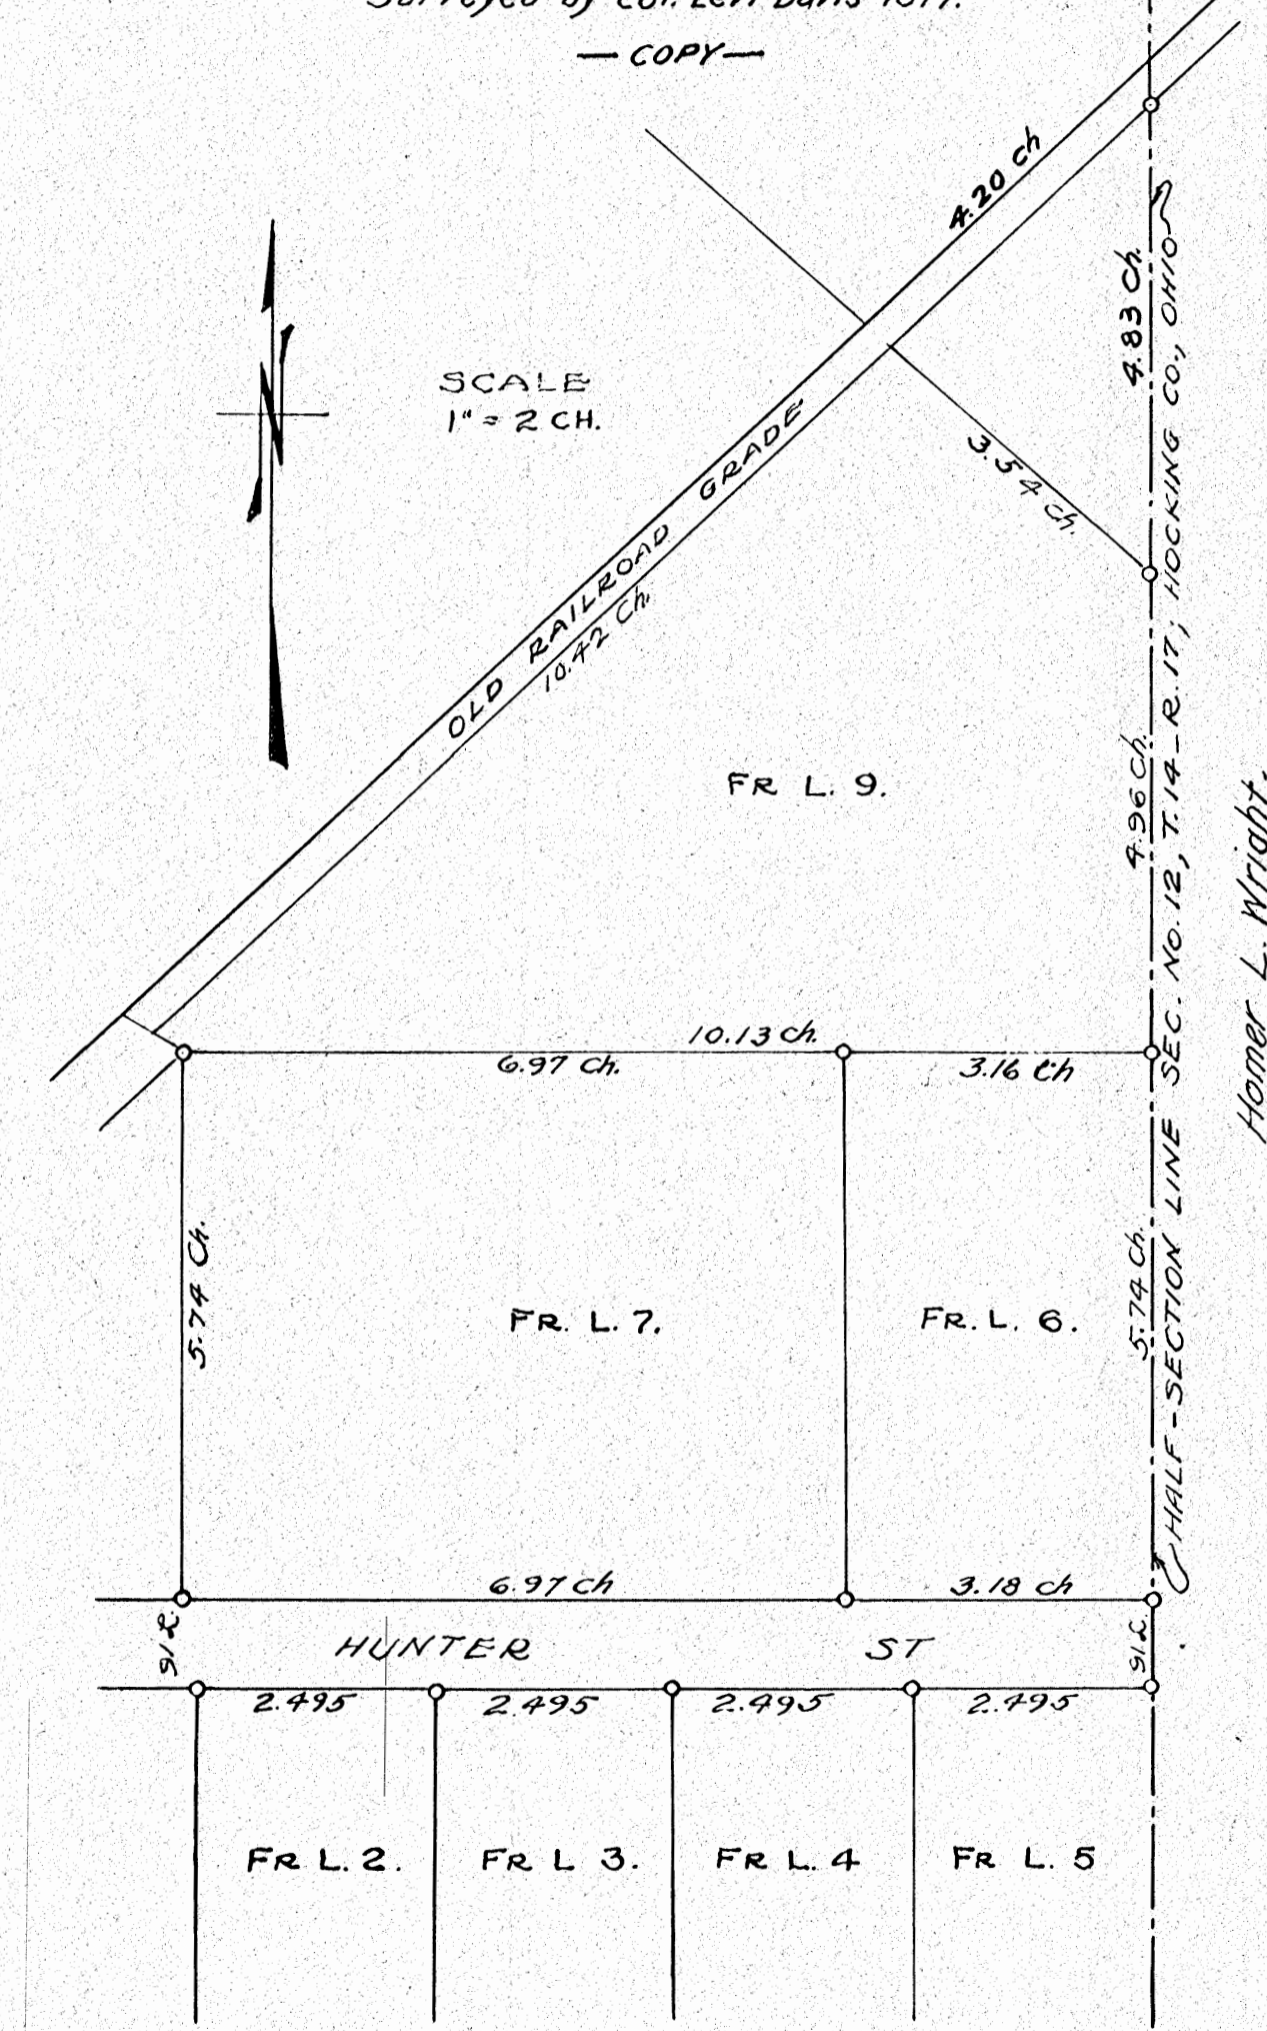 — COPY —
4.20 Ch
4.83 Ch.
SCALE
1" = 2 CH.
3.54 Ch.
OLD RAILROAD GRADE
10.42 Ch.
FR L. 9.
4.96 Ch.
HALF-SECTION LINE SEC. NO. 12, T. 14 - R. 17; HOCKING CO., OHIO
Homer L. Wright.
10.13 Ch.
6.97 Ch.
3.16 Ch
5.74 Ch.
FR. L. 7.
FR. L. 6.
5.74 Ch.
6.97 Ch
3.18 Ch
91 L.
HUNTER ST
91 L.
2.495
2.495
2.495
2.495
FR L. 2.
FR L 3.
FR L. 4
FR L. 5